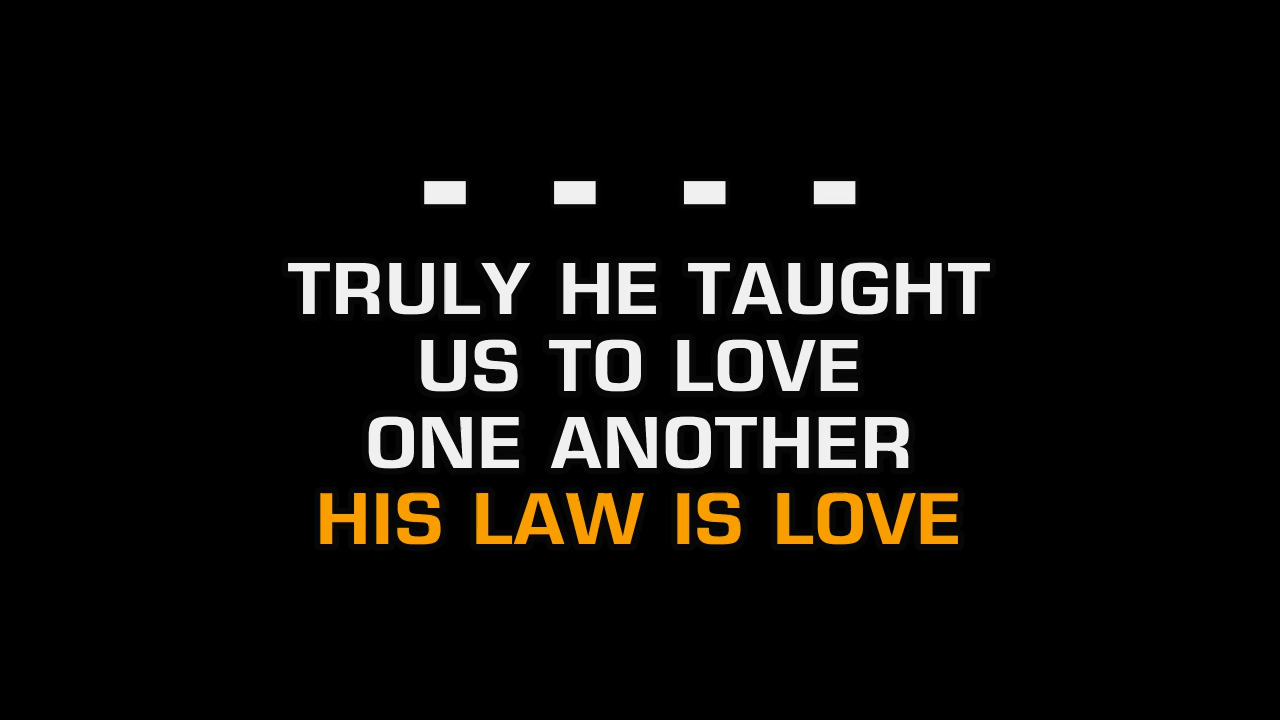 - - - -
TRULY HE TAUGHT
US TO LOVE
ONE ANOTHER
HIS LAW IS LOVE